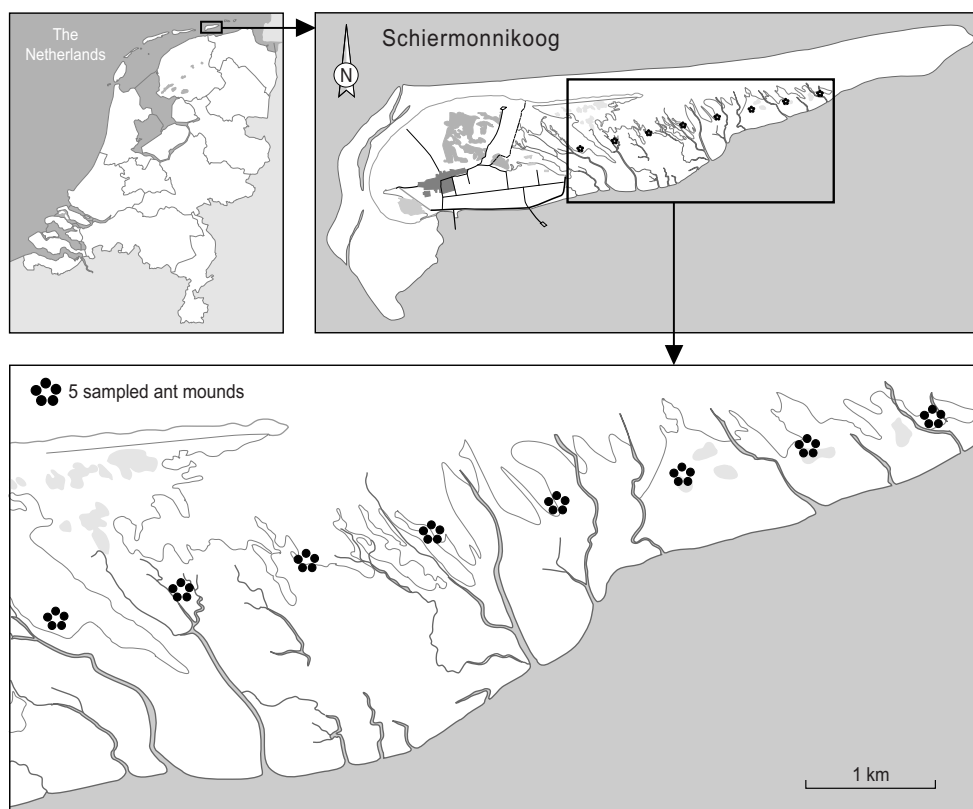 The
Netherlands
Schiermonnikoog
N
5 sampled ant mounds
1 km